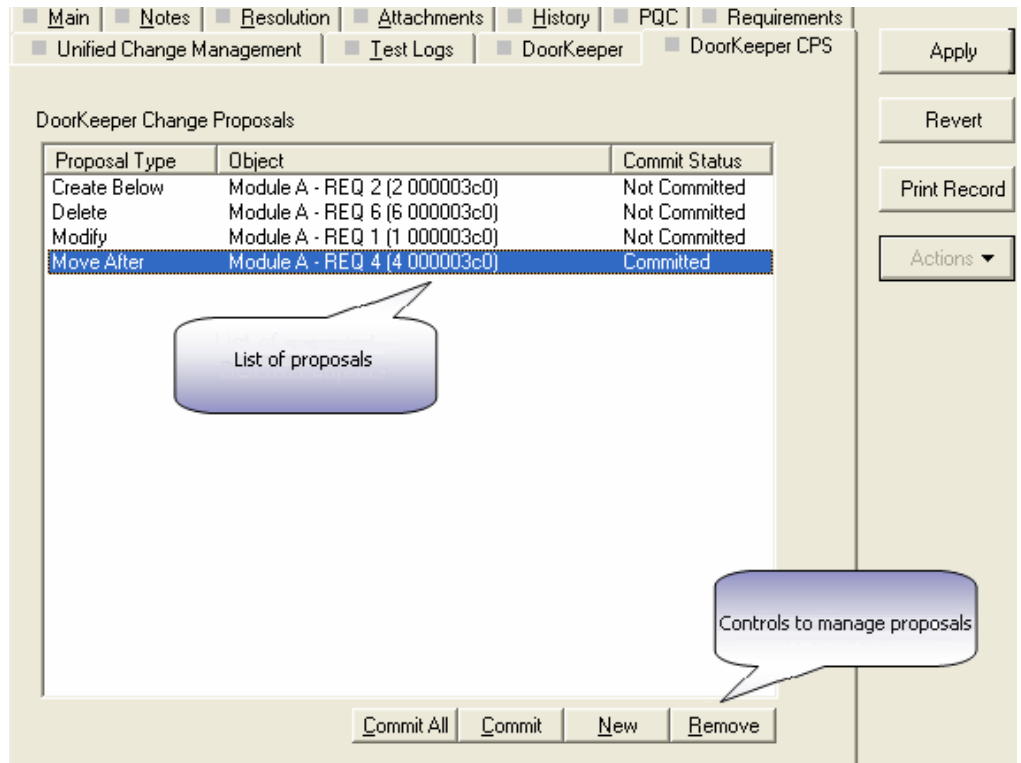 Main Notes Resolution Attachments History PQC Requirements
Unified Change Management Test Logs DoorKeeper DoorKeeper CPS
Apply
DoorKeeper Change Proposals
Revert
Proposal Type Object Commit Status
Create Below Module A - REQ 2 (2 000003c0) Not Committed
Print Record
Delete Module A - REQ 6 (6 000003c0) Not Committed
Modify Module A - REQ 1 (1 000003c0) Not Committed
Move After Module A - REQ 4 (4 000003c0) Committed
Actions
List of proposals
Controls to manage proposals
Commit All Commit New Remove